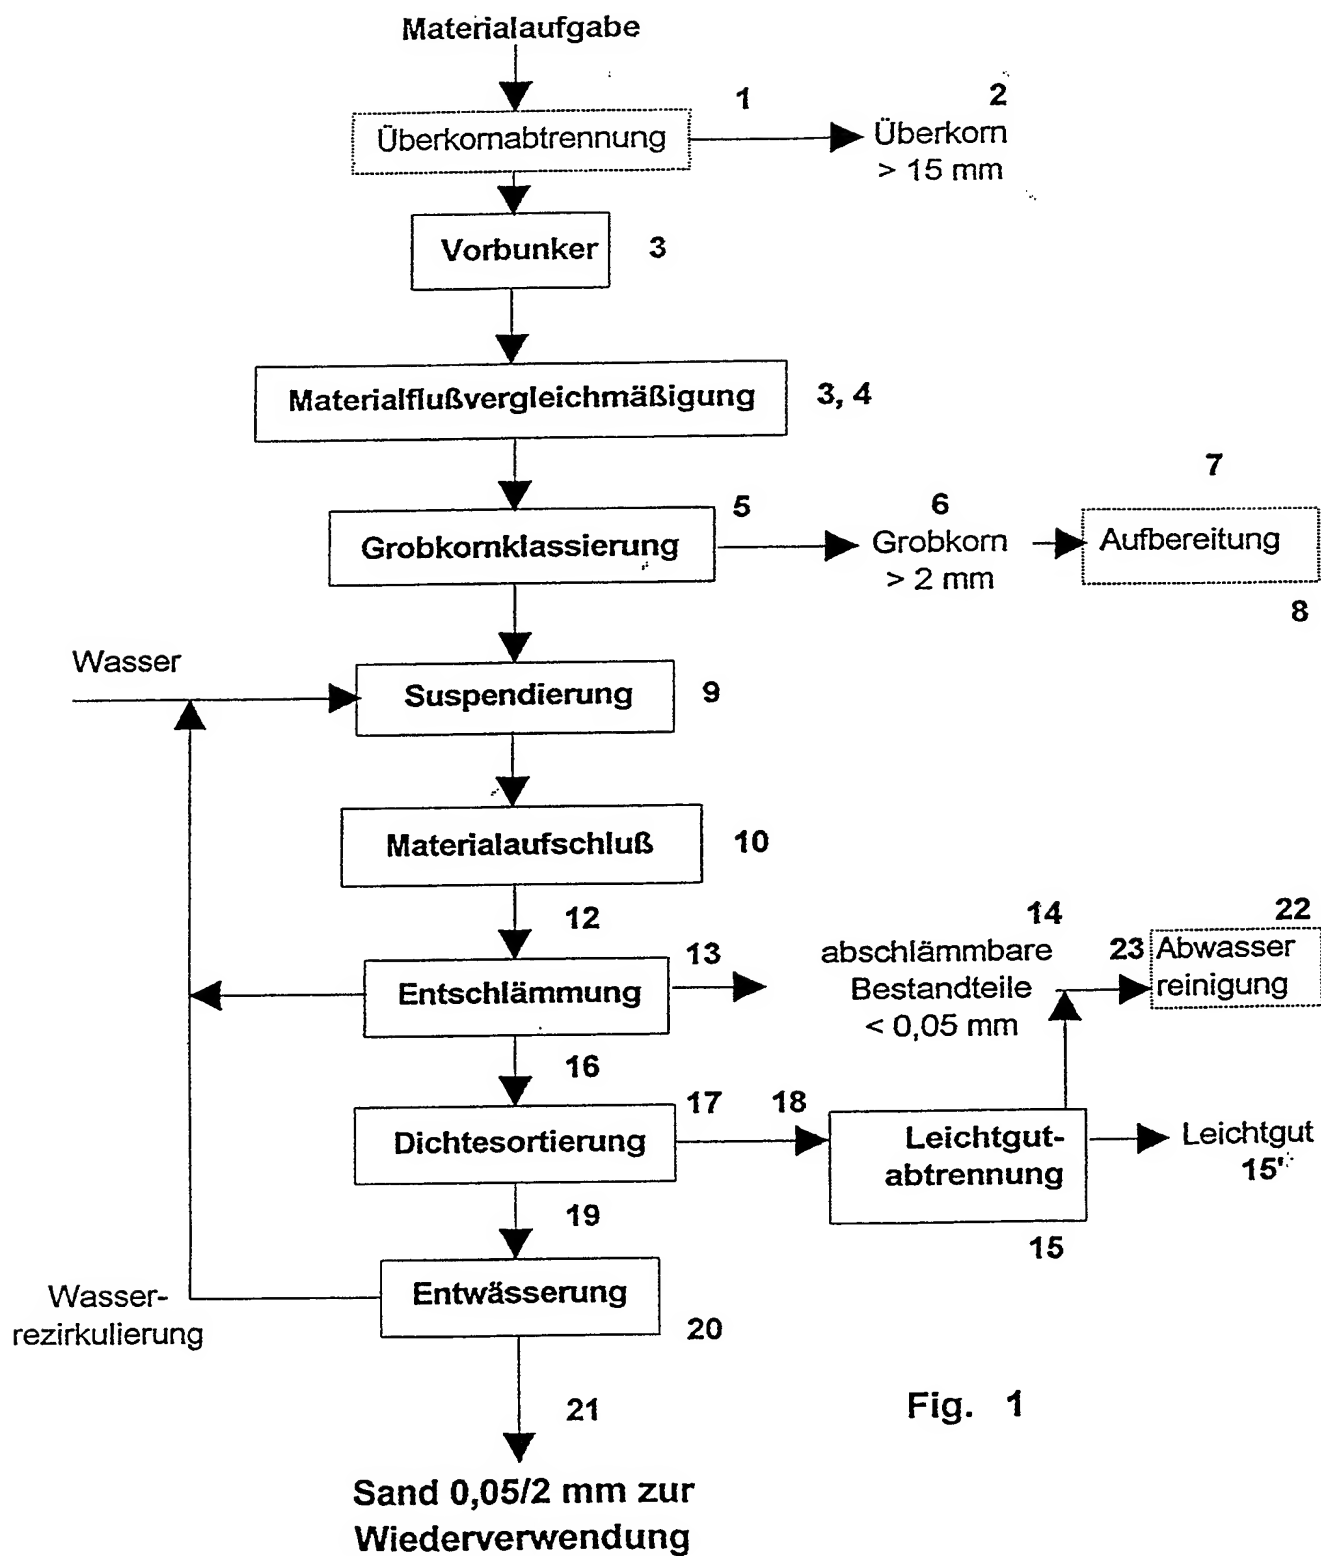 Materialaufgabe
1
2
Überkornabtrennung
Überkorn
> 15 mm
Vorbunker
3
Materialflußvergleichmäßigung
3, 4
5
6
7
Grobkornklassierung
Grobkorn
> 2 mm
Aufbereitung
8
Wasser
Suspendierung
9
Materialaufschluß
10
12
13
14
22
Entschlämmung
abschlämmbare
Bestandteile
< 0,05 mm
23
Abwasser
reinigung
16
17
18
Dichtesortierung
Leichtgut-
abtrennung
Leichtgut
15'
15
19
Entwässerung
20
Wasser-
rezirkulierung
21
Fig. 1
Sand 0,05/2 mm zur
Wiederverwendung